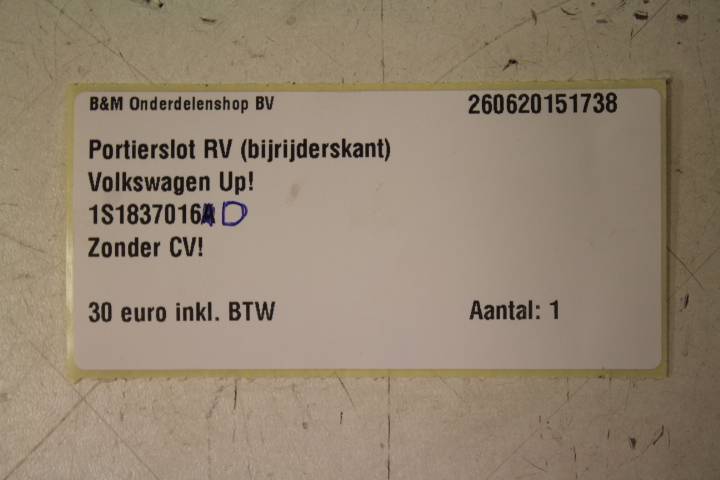 B&M Onderdelenshop BV 260620151738
Portierslot RV (bijrijderskant)
Volkswagen Up!
1S1837016A D
Zonder CV!
30 euro inkl. BTW Aantal: 1